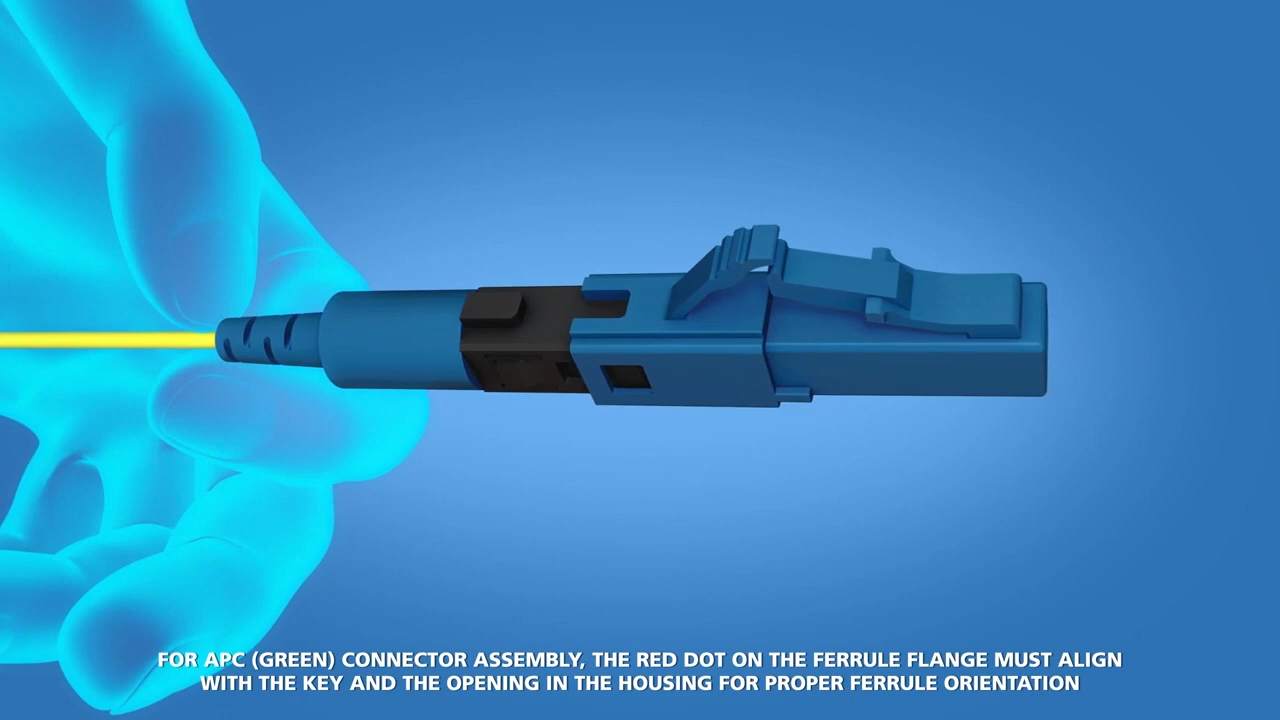 FOR APC (GREEN) CONNECTOR ASSEMBLY, THE RED DOT ON THE FERRULE FLANGE MUST ALIGN
WITH THE KEY AND THE OPENING IN THE HOUSING FOR PROPER FERRULE ORIENTATION